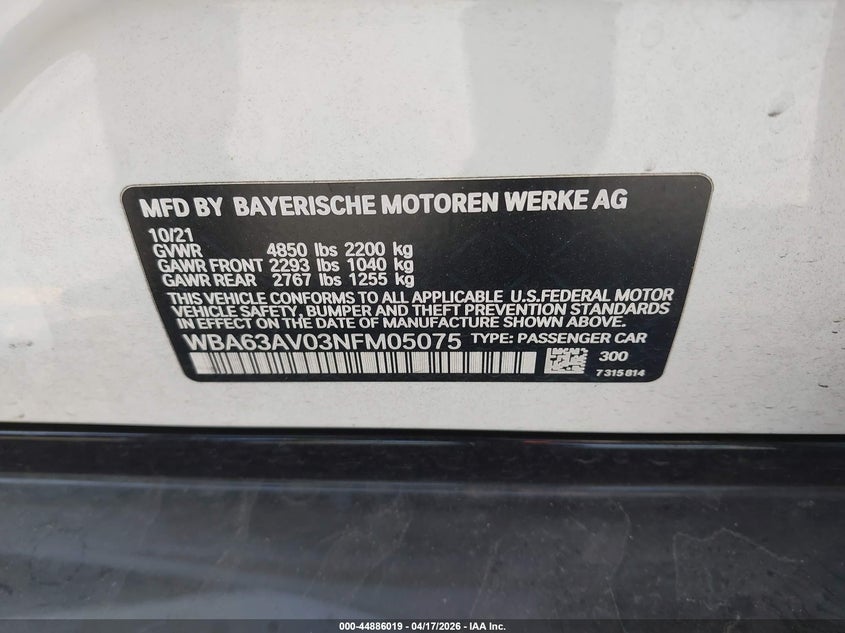 MFD BY BAYERISCHE MOTOREN WERKE AG
10/21
GVWR 4850 lbs 2200 kg
GAWR FRONT 2293 lbs 1040 kg
GAWR REAR 2767 lbs 1255 kg
THIS VEHICLE CONFORMS TO ALL APPLICABLE U.S.FEDERAL MOTOR
VEHICLE SAFETY, BUMPER AND THEFT PREVENTION STANDARDS
IN EFFECT ON THE DATE OF MANUFACTURE SHOWN ABOVE.
WBA63AV03NFM05075 TYPE: PASSENGER CAR
300
7315814
000-44886019 - 04/17/2026 - IAA Inc.